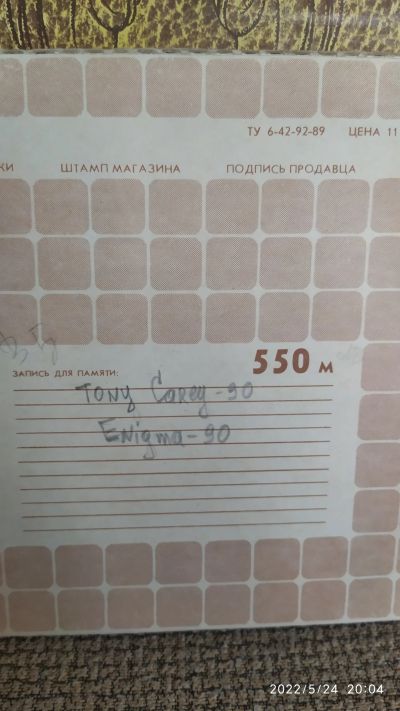 ТУ 6-42-92-89 ЦЕНА 11
КИ ШТАМП МАГАЗИНА ПОДПИСЬ ПРОДАВЦА
550 м
ЗАПИСЬ ДЛЯ ПАМЯТИ:
TONY Carey-90
Enigma-90
2022/5/24 20:04